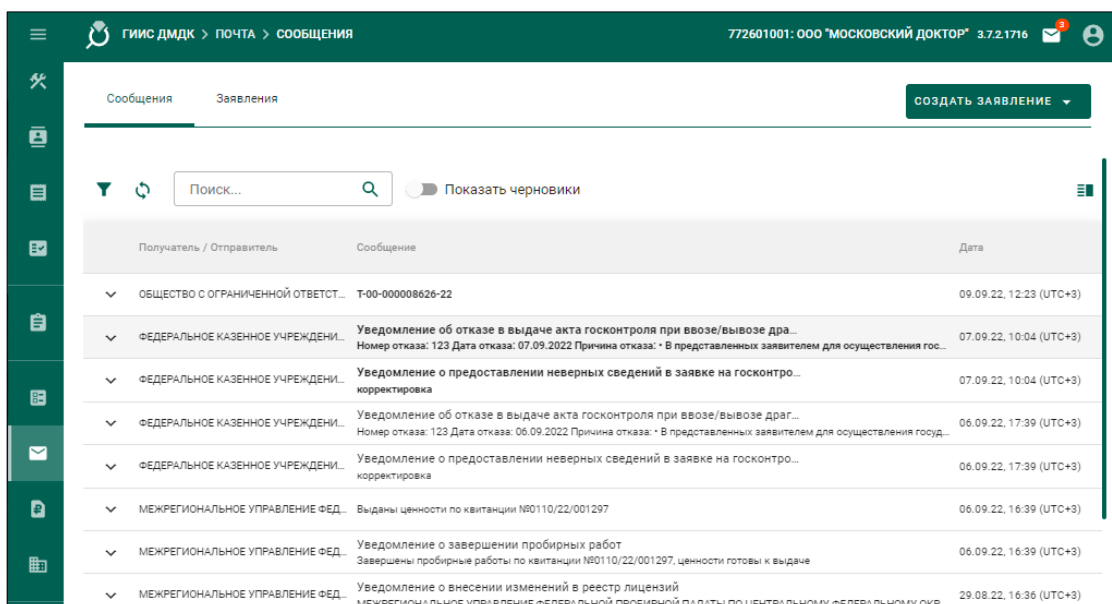 ГИИС ДМДК > ПОЧТА > СООБЩЕНИЯ
772601001: ООО "МОСКОВСКИЙ ДОКТОР" 3.7.2.1716 3
Сообщения Заявления СОЗДАТЬ ЗАЯВЛЕНИЕ
Поиск... Показать черновики
Получатель / Отправитель Сообщение Дата
ОБЩЕСТВО С ОГРАНИЧЕННОЙ ОТВЕТСТ... T-00-000008626-22 09.09.22, 12:23 (UTC+3)
Уведомление об отказе в выдаче акта госконтроля при ввозе/вывозе дра...
ФЕДЕРАЛЬНОЕ КАЗЕННОЕ УЧРЕЖДЕНИ... 07.09.22, 10:04 (UTC+3)
Номер отказа: 123 Дата отказа: 07.09.2022 Причина отказа: • В представленных заявителем для осуществления гос...
Уведомление о предоставлении неверных сведений в заявке на госконтро...
ФЕДЕРАЛЬНОЕ КАЗЕННОЕ УЧРЕЖДЕНИ... 07.09.22, 10:04 (UTC+3)
корректировка
Уведомление об отказе в выдаче акта госконтроля при ввозе/вывозе драг...
ФЕДЕРАЛЬНОЕ КАЗЕННОЕ УЧРЕЖДЕНИ... 06.09.22, 17:39 (UTC+3)
Номер отказа: 123 Дата отказа: 06.09.2022 Причина отказа: • В представленных заявителем для осуществления госуд...
Уведомление о предоставлении неверных сведений в заявке на госконтро...
ФЕДЕРАЛЬНОЕ КАЗЕННОЕ УЧРЕЖДЕНИ... 06.09.22, 17:39 (UTC+3)
корректировка
МЕЖРЕГИОНАЛЬНОЕ УПРАВЛЕНИЕ ФЕД... Выданы ценности по квитанции №0110/22/001297 06.09.22, 16:39 (UTC+3)
Уведомление о завершении пробирных работ
МЕЖРЕГИОНАЛЬНОЕ УПРАВЛЕНИЕ ФЕД... 06.09.22, 16:39 (UTC+3)
Завершены пробирные работы по квитанции №0110/22/001297, ценности готовы к выдаче
Уведомление о внесении изменений в реестр лицензий
МЕЖРЕГИОНАЛЬНОЕ УПРАВЛЕНИЕ ФЕД... 29.08.22, 16:36 (UTC+3)
МЕЖРЕГИОНАЛЬНОЕ УПРАВЛЕНИЕ ФЕДЕРАЛЬНОЙ ПРОБИРНОЙ ПАЛАТЫ ПО ЦЕНТРАЛЬНОМУ ФЕДЕРАЛЬНОМУ ОКР...